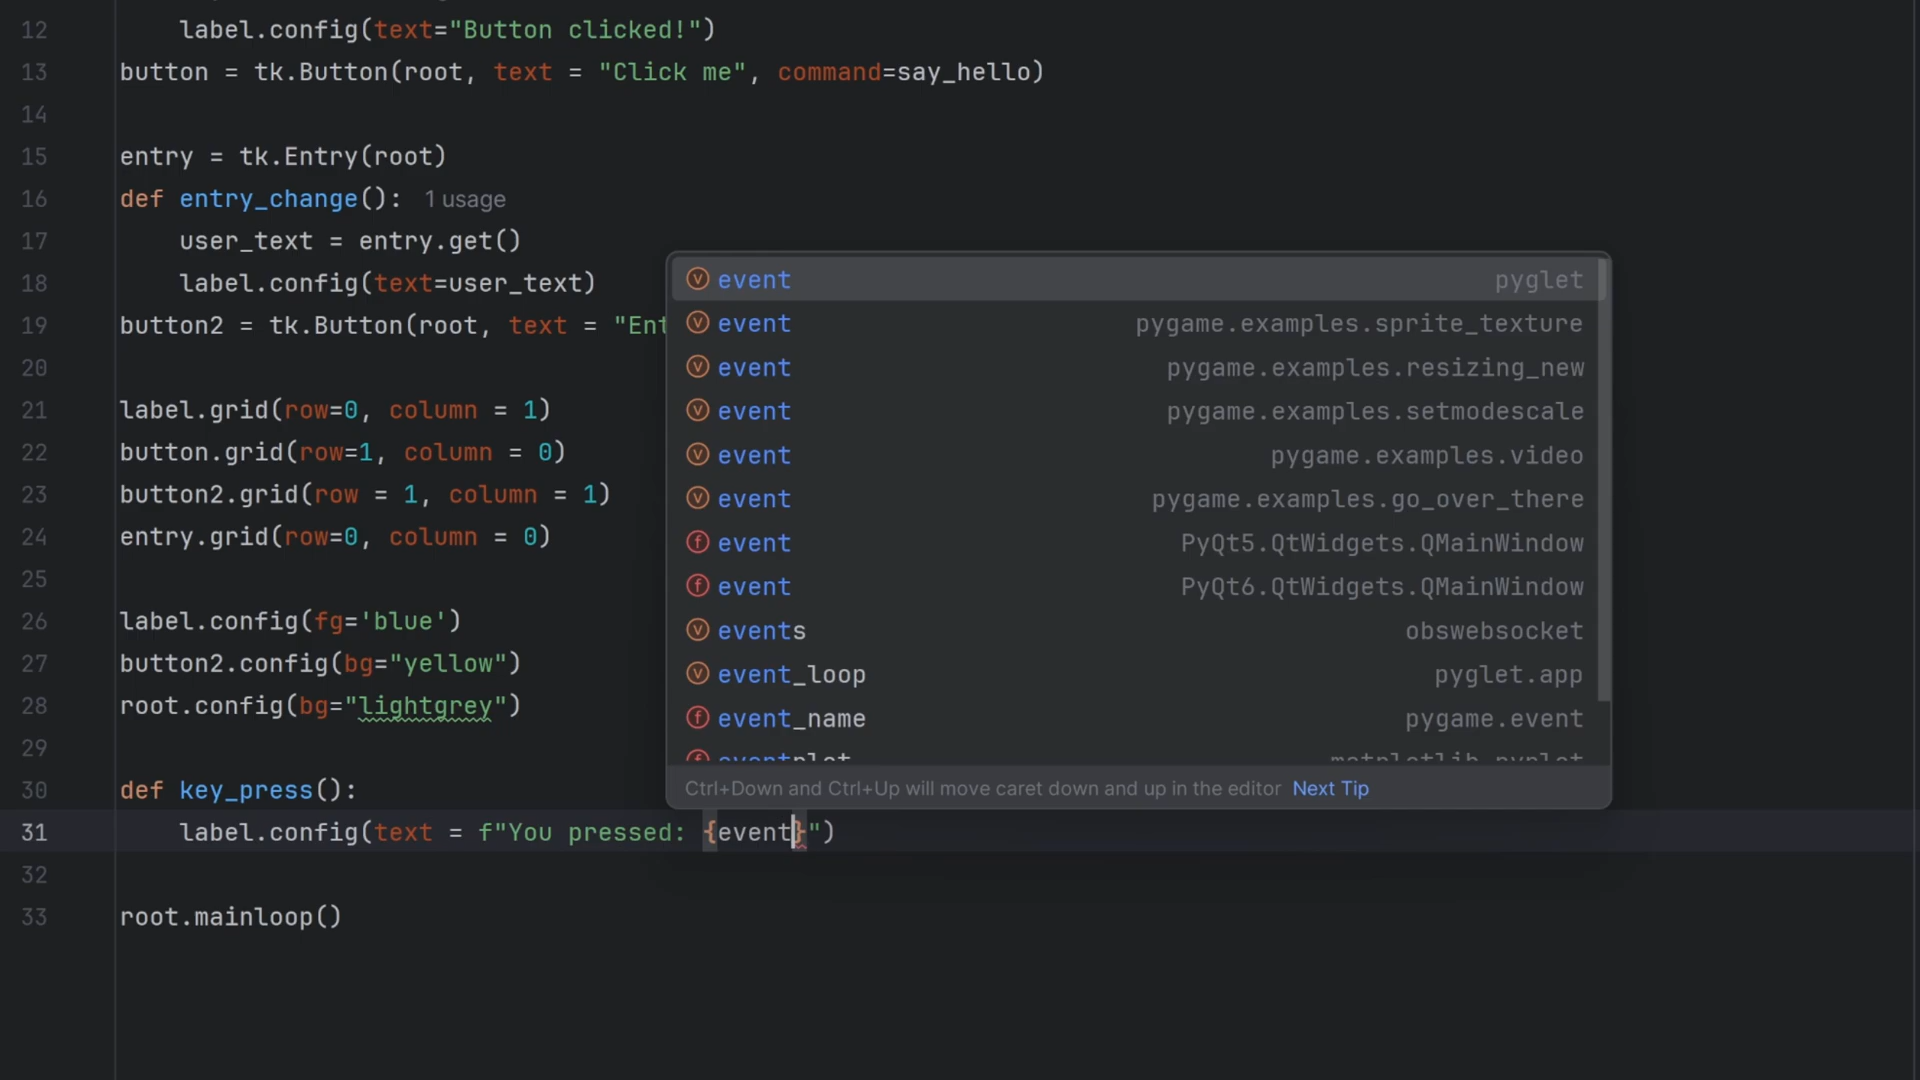 12 label.config(text="Button clicked!")
13 button = tk.Button(root, text = "Click me", command=say_hello)
14
15 entry = tk.Entry(root)
16 def entry_change(): 1 usage
17 user_text = entry.get()
18 label.config(text=user_text)
19 button2 = tk.Button(root, text = "Ent
20
21 label.grid(row=0, column = 1)
22 button.grid(row=1, column = 0)
23 button2.grid(row = 1, column = 1)
24 entry.grid(row=0, column = 0)
25
26 label.config(fg='blue')
27 button2.config(bg="yellow")
28 root.config(bg="lightgrey")
29
30 def key_press():
31 label.config(text = f"You pressed: {event}")
32
33 root.mainloop()
event pyglet
event pygame.examples.sprite_texture
event pygame.examples.resizing_new
event pygame.examples.setmodescale
event pygame.examples.video
event pygame.examples.go_over_there
event PyQt5.QtWidgets.QMainWindow
event PyQt6.QtWidgets.QMainWindow
events obswebsocket
event_loop pyglet.app
event_name pygame.event
eventplot matplotlib.pyplot
Ctrl+Down and Ctrl+Up will move caret down and up in the editor Next Tip